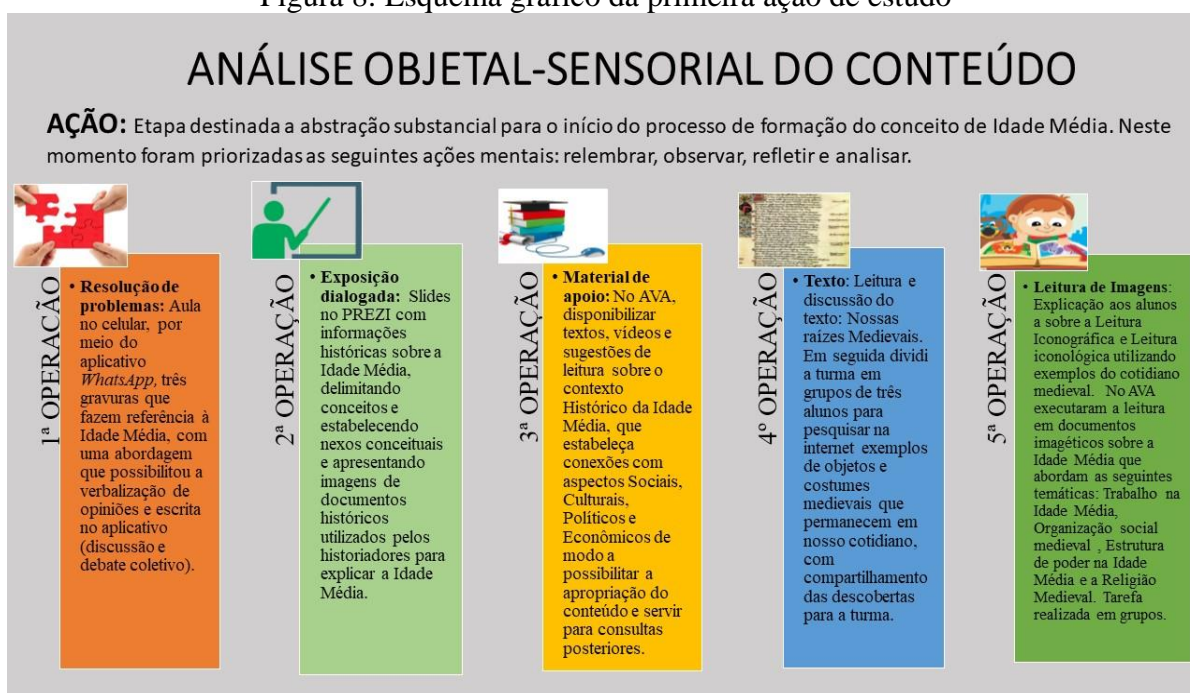 Figura 8: Esquema gráfico da primeira ação de estudo
ANÁLISE OBJETAL-SENSORIAL DO CONTEÚDO
AÇÃO: Etapa destinada a abstração substancial para o início do processo de formação do conceito de Idade Média. Neste
momento foram priorizadas as seguintes ações mentais: relembrar, observar, refletir e analisar.
1ª OPERAÇÃO
• Resolução de
problemas: Aula
no celular, por
meio do
aplicativo
WhatsApp, três
gravuras que
fazem referência à
Idade Média, com
uma abordagem
que possibilitou a
verbalização de
opiniões e escrita
no aplicativo
(discussão e
debate coletivo).
2ª OPERAÇÃO
• Exposição
dialogada: Slides
no PREZI com
informações
históricas sobre a
Idade Média,
delimitando
conceitos e
estabelecendo
nexos conceituais
e apresentando
imagens de
documentos
históricos
utilizados pelos
historiadores para
explicar a Idade
Média.
3ª OPERAÇÃO
• Material de
apoio: No AVA,
disponibilizar
textos, vídeos e
sugestões de
leitura sobre o
contexto
Histórico da Idade
Média, que
estabeleça
conexões com
aspectos Sociais,
Culturais,
Políticos e
Econômicos de
modo a
possibilitar a
apropriação do
conteúdo e servir
para consultas
posteriores.
4º OPERAÇÃO
• Texto: Leitura e
discussão do
texto: Nossas
raízes Medievais.
Em seguida dividi
a turma em
grupos de três
alunos para
pesquisar na
internet exemplos
de objetos e
costumes
medievais que
permanecem em
nosso cotidiano,
com
compartilhamento
das descobertas
para a turma.
5ª OPERAÇÃO
• Leitura de Imagens:
Explicação aos alunos
a sobre a Leitura
Iconográfica e Leitura
iconológica utilizando
exemplos do cotidiano
medieval. No AVA
executaram a leitura
em documentos
imagéticos sobre a
Idade Média que
abordam as seguintes
temáticas: Trabalho na
Idade Média,
Organização social
medieval , Estrutura
de poder na Idade
Média e a Religião
Medieval. Tarefa
realizada em grupos.